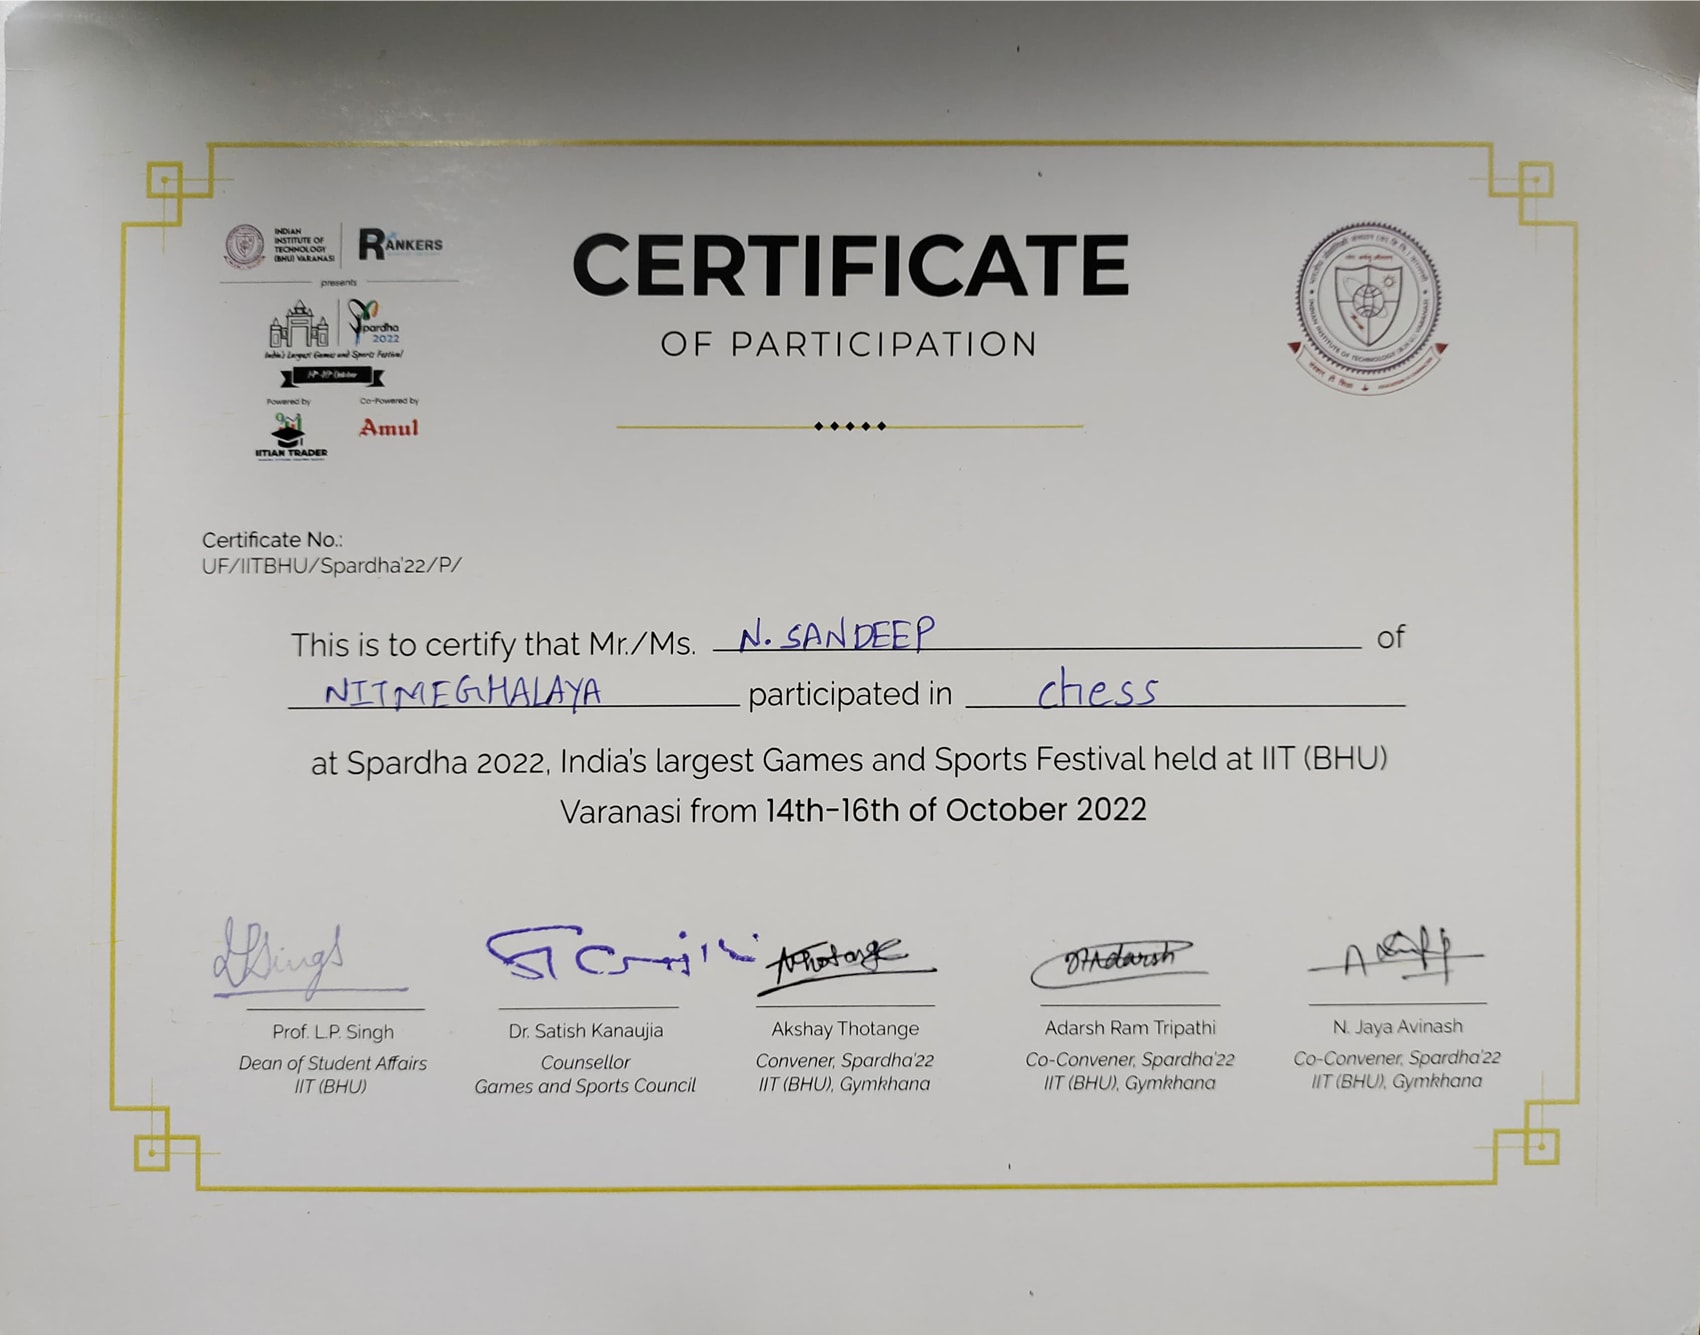 INDIAN
INSTITUTE OF
TECHNOLOGY
(BHU) VARANASI
RANKERS
presents
Spardha
2022
India's Largest Games and Sports Festival
Powered by
Co-Powered by
IITIAN TRADER
Amul
CERTIFICATE
OF PARTICIPATION
Certificate No.:
UF/IITBHU/Spardha'22/P/
This is to certify that Mr./Ms. N. SANDEEP of
NITMEGHALAYA participated in chess
at Spardha 2022, India's largest Games and Sports Festival held at IIT (BHU)
Varanasi from 14th-16th of October 2022
Prof. L.P. Singh
Dean of Student Affairs
IIT (BHU)
Dr. Satish Kanaujia
Counsellor
Games and Sports Council
Akshay Thotange
Convener, Spardha'22
IIT (BHU), Gymkhana
Adarsh Ram Tripathi
Co-Convener, Spardha'22
IIT (BHU), Gymkhana
N. Jaya Avinash
Co-Convener, Spardha'22
IIT (BHU), Gymkhana